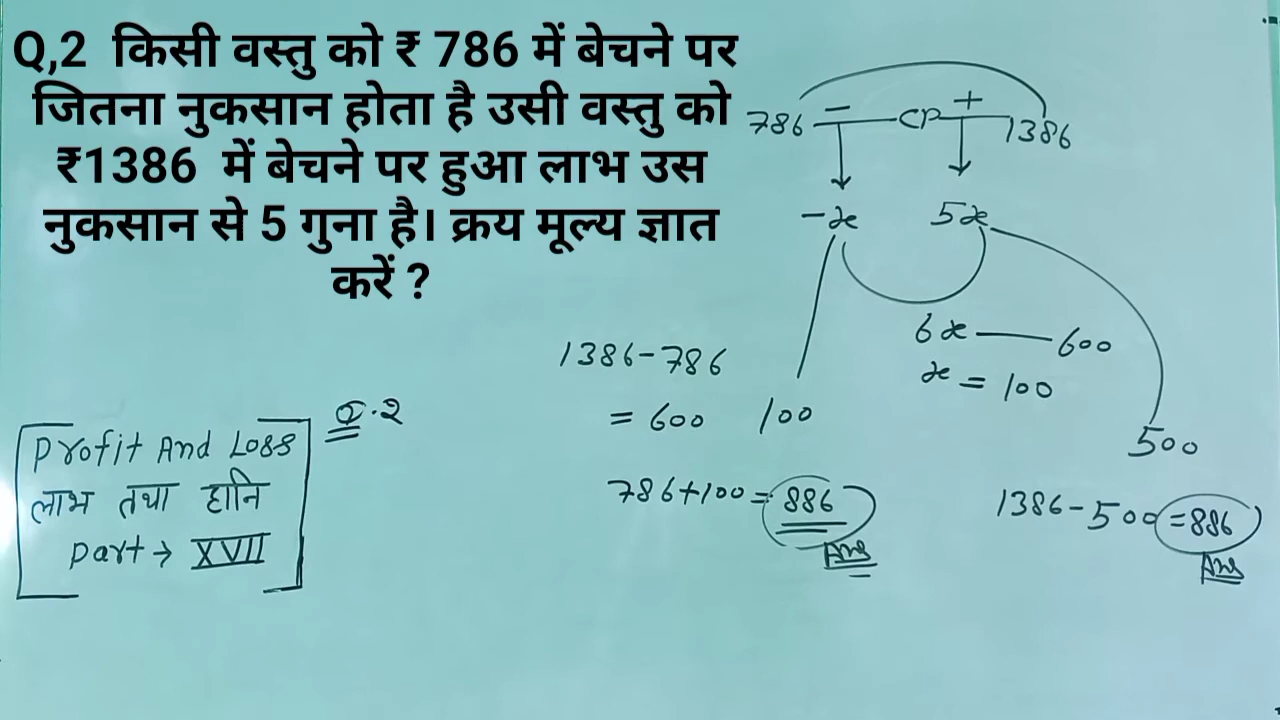 Q,2 किसी वस्तु को ₹ 786 में बेचने पर
जितना नुकसान होता है उसी वस्तु को
₹1386 में बेचने पर हुआ लाभ उस
नुकसान से 5 गुना है। क्रय मूल्य ज्ञात
करें ?
786 — CP + 1386
-x 5x
6x — 600
x = 100
1386-786
= 600
100
500
786+100= 886
Ans
1386-500=886
Ans
Q.2
Profit And Loss
लाभ तथा हानि
Part → XVII